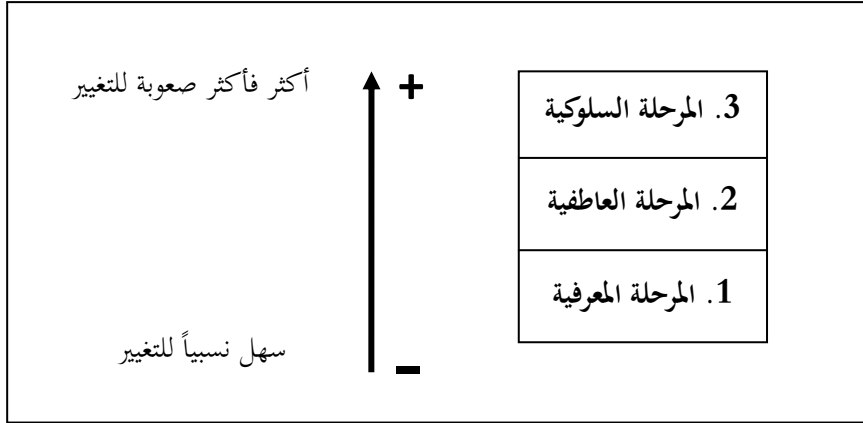 أكثر فأكثر صعوبة للتغيير
+
3. المرحلة السلوكية
2. المرحلة العاطفية
1. المرحلة المعرفية
سهل نسبياً للتغيير
-